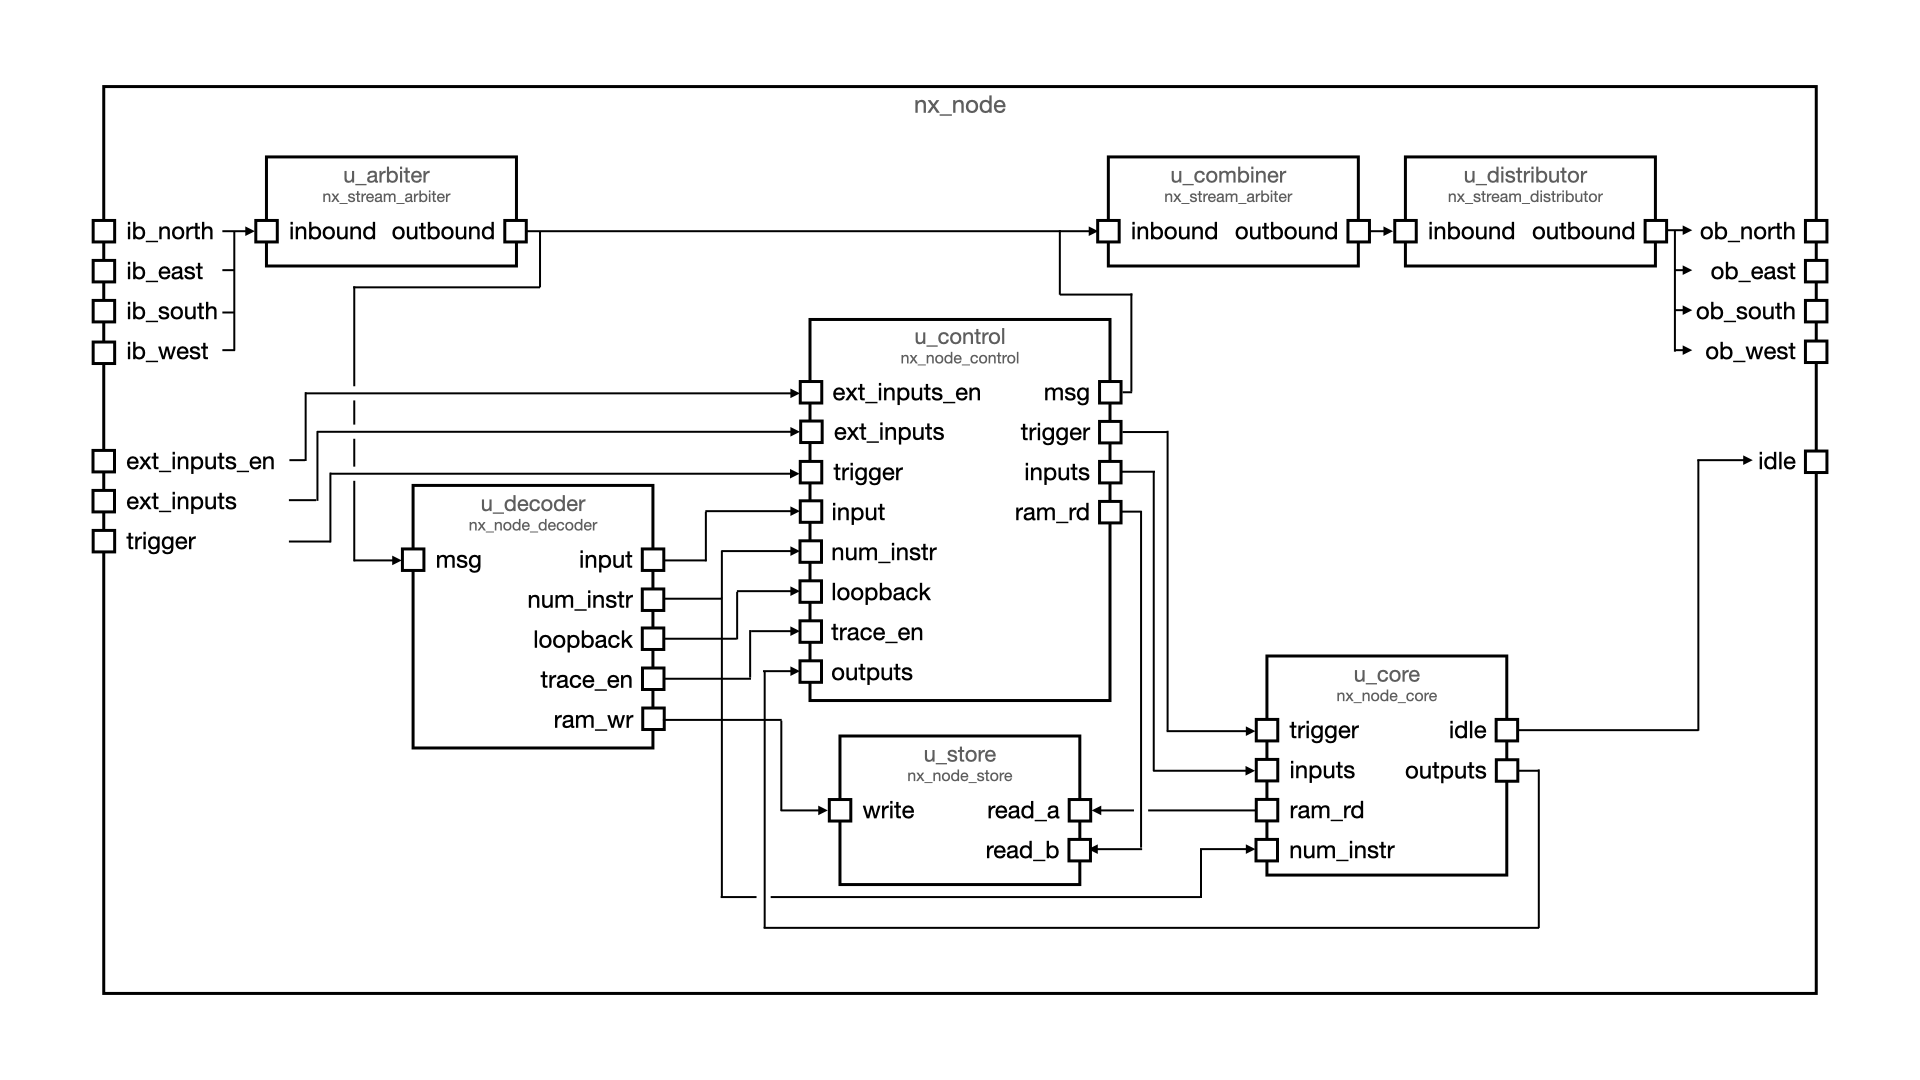 nx_node
u_arbiter
nx_stream_arbiter
inbound outbound
u_combiner
nx_stream_arbiter
inbound outbound
u_distributor
nx_stream_distributor
inbound outbound
ib_north
ib_east
ib_south
ib_west
ob_north
ob_east
ob_south
ob_west
ext_inputs_en
ext_inputs
trigger
idle
u_control
nx_node_control
ext_inputs_en msg
ext_inputs trigger
trigger inputs
input ram_rd
num_instr
loopback
trace_en
outputs
u_decoder
nx_node_decoder
msg input
num_instr
loopback
trace_en
ram_wr
u_store
nx_node_store
write read_a
read_b
u_core
nx_node_core
trigger idle
inputs outputs
ram_rd
num_instr